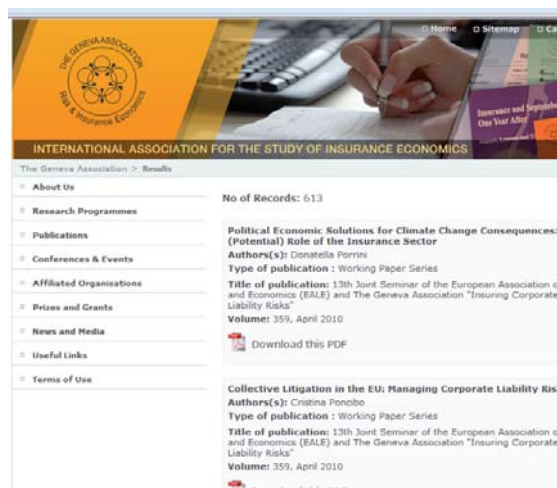 Home Sitemap
THE GENEVA ASSOCIATION
Risk & Insurance Economics
Insurance and
One Year After
INTERNATIONAL ASSOCIATION FOR THE STUDY OF INSURANCE ECONOMICS
The Geneva Association > Results
About Us
Research Programmes
Publications
Conferences & Events
Affiliated Organisations
Prizes and Grants
News and Media
Useful Links
Terms of Use
No of Records: 613
Political Economic Solutions for Climate Change Consequences:
(Potential) Role of the Insurance Sector
Authors(s): Donatella Porrini
Type of publication : Working Paper Series
Title of publication: 13th Joint Seminar of the European Association
and Economics (EALE) and The Geneva Association "Insuring Corporate
Liability Risks"
Volume: 359, April 2010
Download this PDF
Collective Litigation in the EU: Managing Corporate Liability
Authors(s): Cristina Poncibo
Type of publication : Working Paper Series
Title of publication: 13th Joint Seminar of the European Association
and Economics (EALE) and The Geneva Association "Insuring Corporate
Liability Risks"
Volume: 359, April 2010